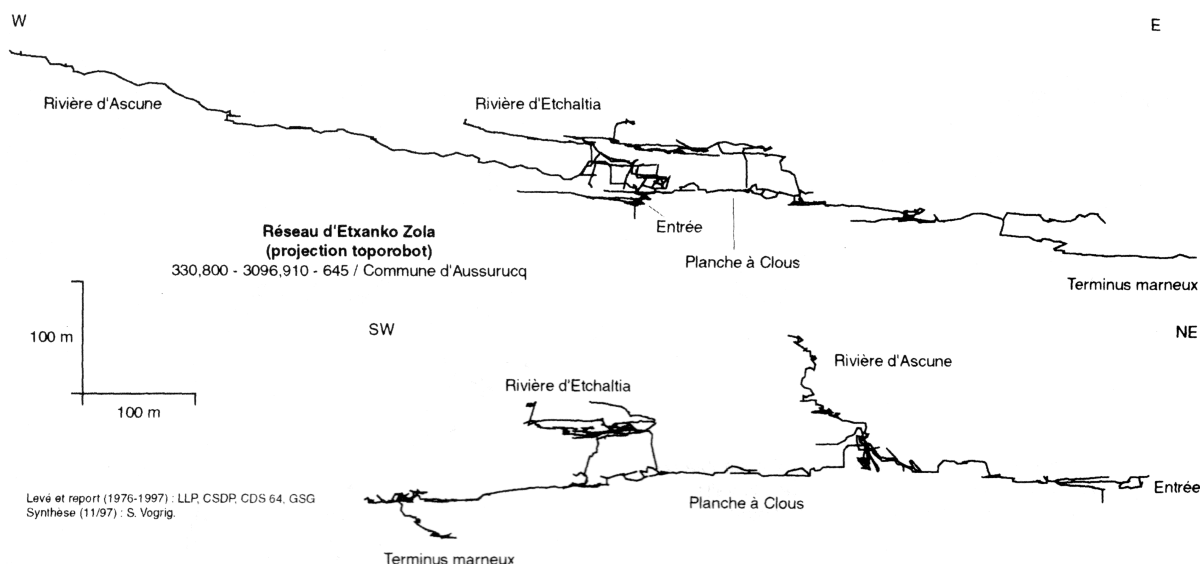 W
E
Rivière d'Ascune
Rivière d'Etchaltia
Entrée
Planche à Clous
Terminus marneux
Réseau d'Etxanko Zola
(projection toporobot)
330,800 - 3096,910 - 645 / Commune d'Aussurucq
100 m
100 m
SW
NE
Rivière d'Ascune
Rivière d'Etchaltia
Planche à Clous
Entrée
Terminus marneux
Levé et report (1976-1997) : LLP, CSDP, CDS 64, GSG
Synthèse (11/97) : S. Vogrig.